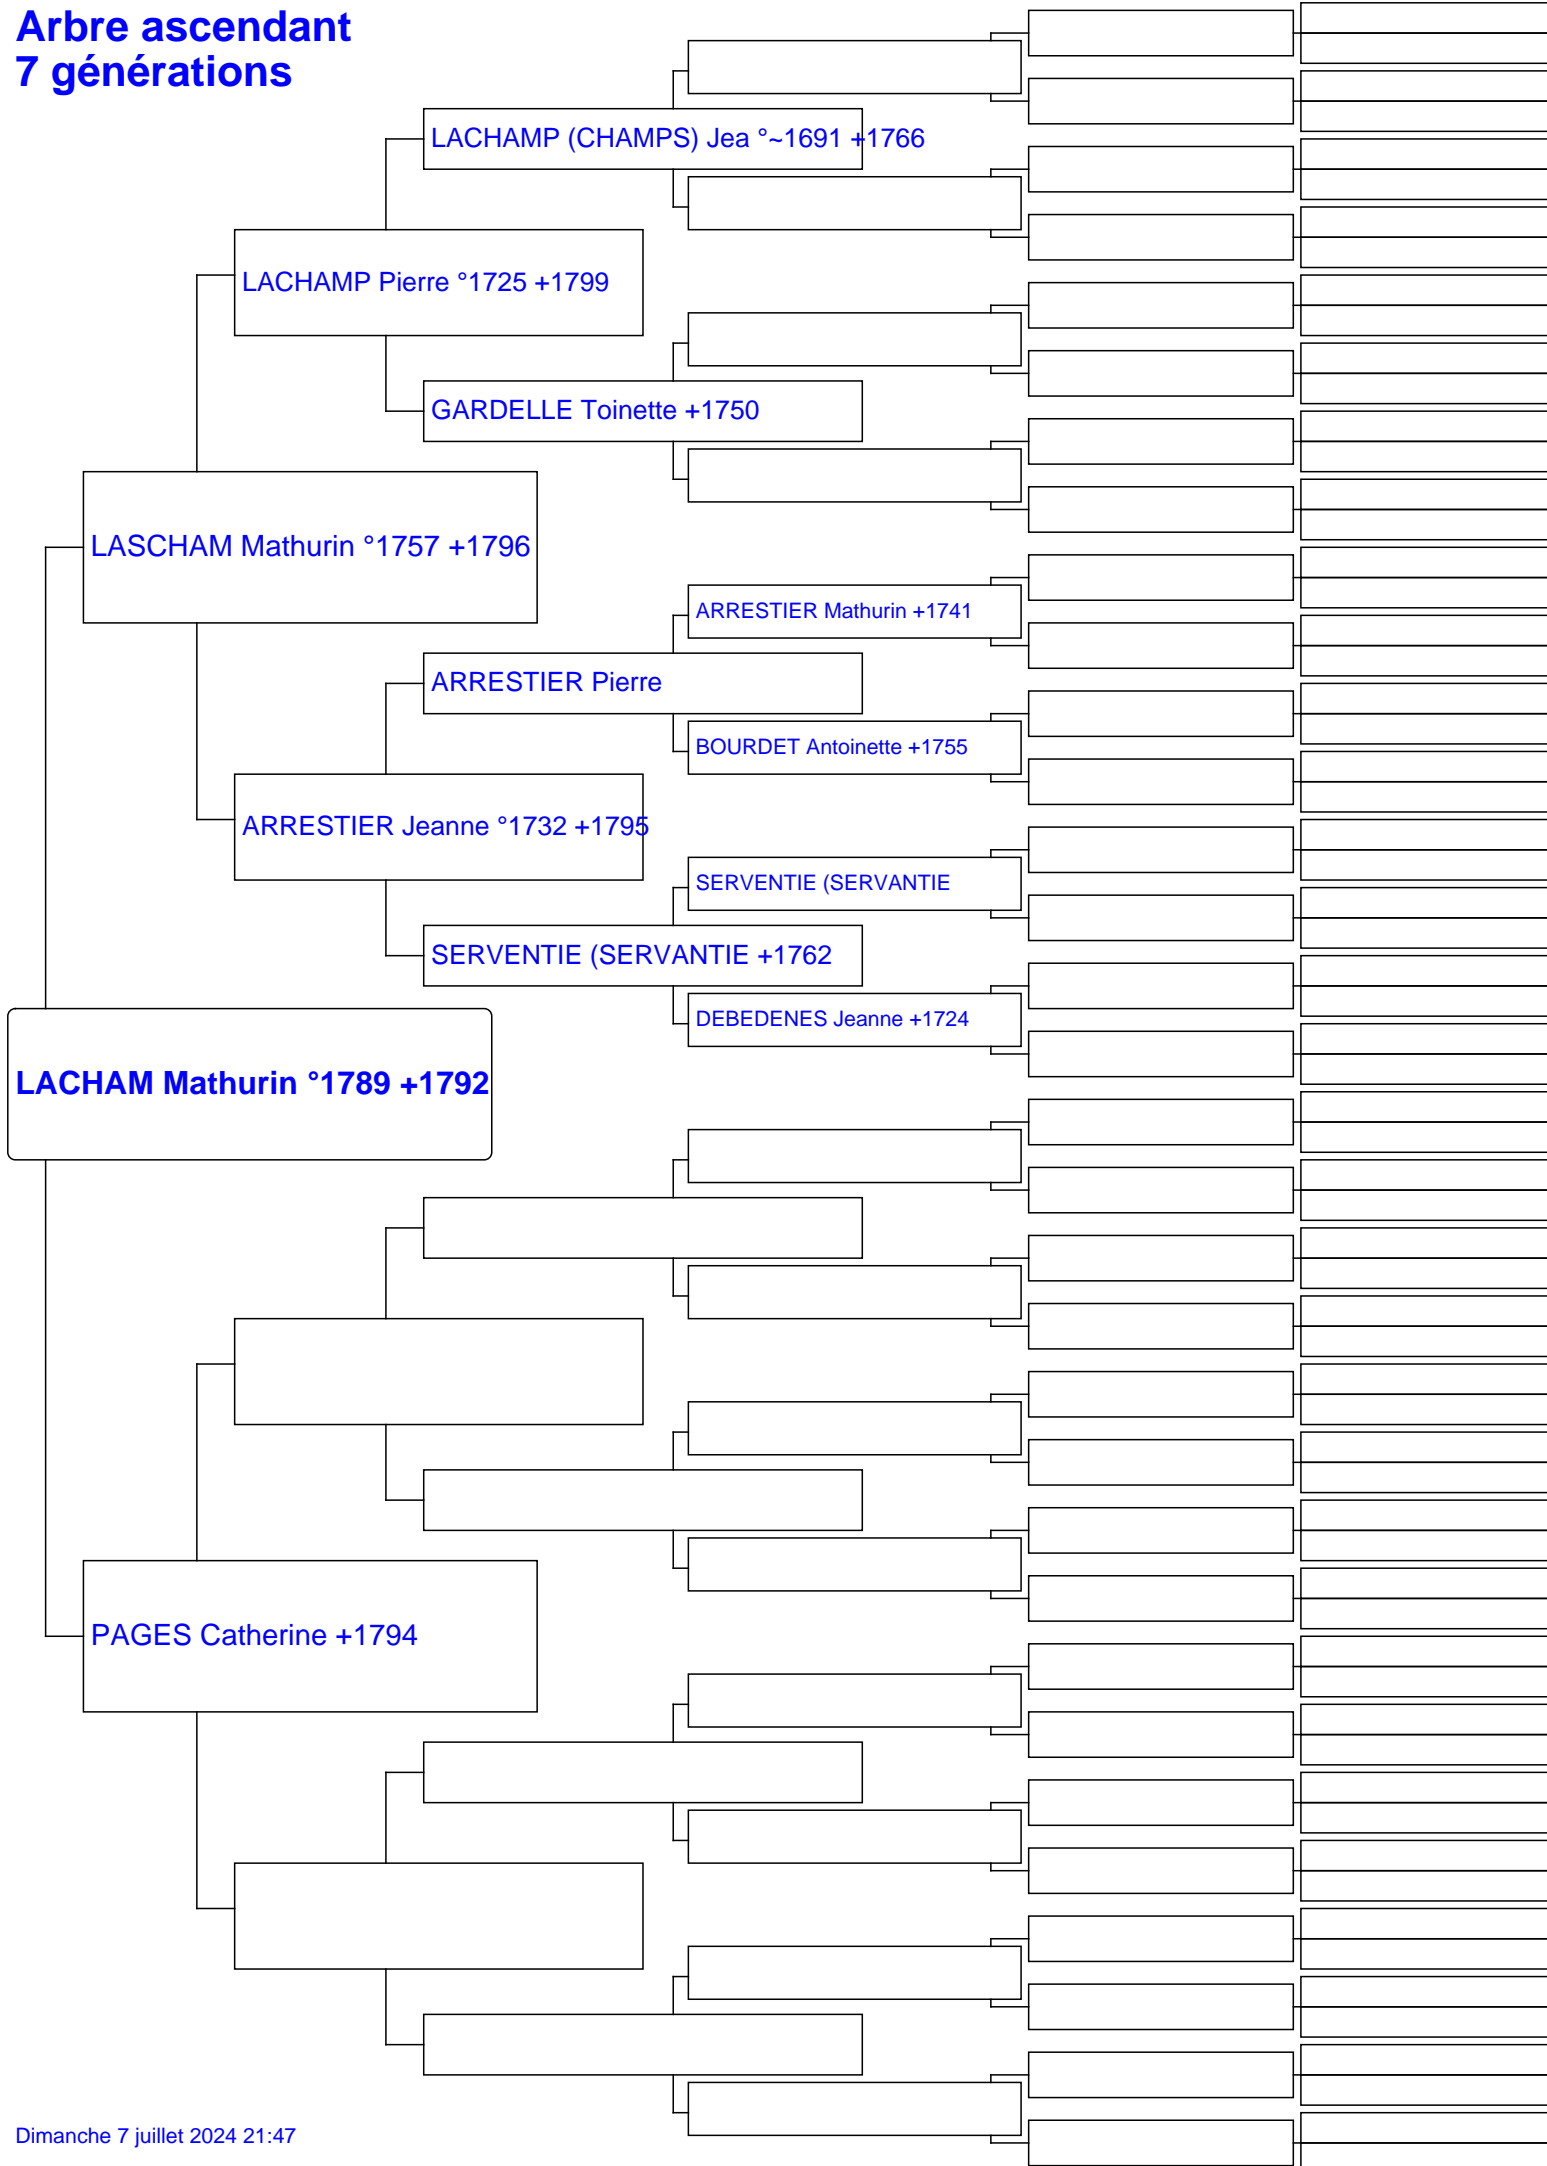 Arbre ascendant
7 générations
LACHAMP (CHAMPS) Jea °~1691 +1766
LACHAMP Pierre °1725 +1799
GARDELLE Toinette +1750
LASCHAM Mathurin °1757 +1796
ARRESTIER Mathurin +1741
ARRESTIER Pierre
BOURDET Antoinette +1755
ARRESTIER Jeanne °1732 +1795
SERVENTIE (SERVANTIE
SERVENTIE (SERVANTIE +1762
DEBEDENES Jeanne +1724
LACHAM Mathurin °1789 +1792
PAGES Catherine +1794
Dimanche 7 juillet 2024 21:47